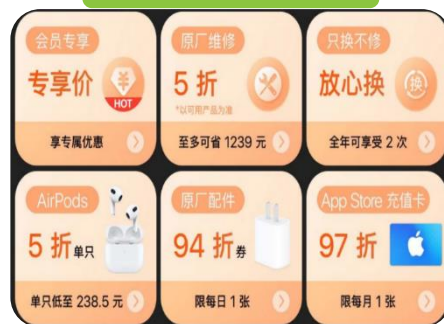 会员专享
专享价
¥
HOT
享专属优惠
原厂维修
5 折
*以可用产品为准
至多可省 1239 元
只换不修
放心换
换
全年可享受 2 次
AirPods
5 折 单只
单只低至 238.5 元
原厂配件
94 折 券
限每日 1 张
App Store 充值卡
97 折
限每月 1 张